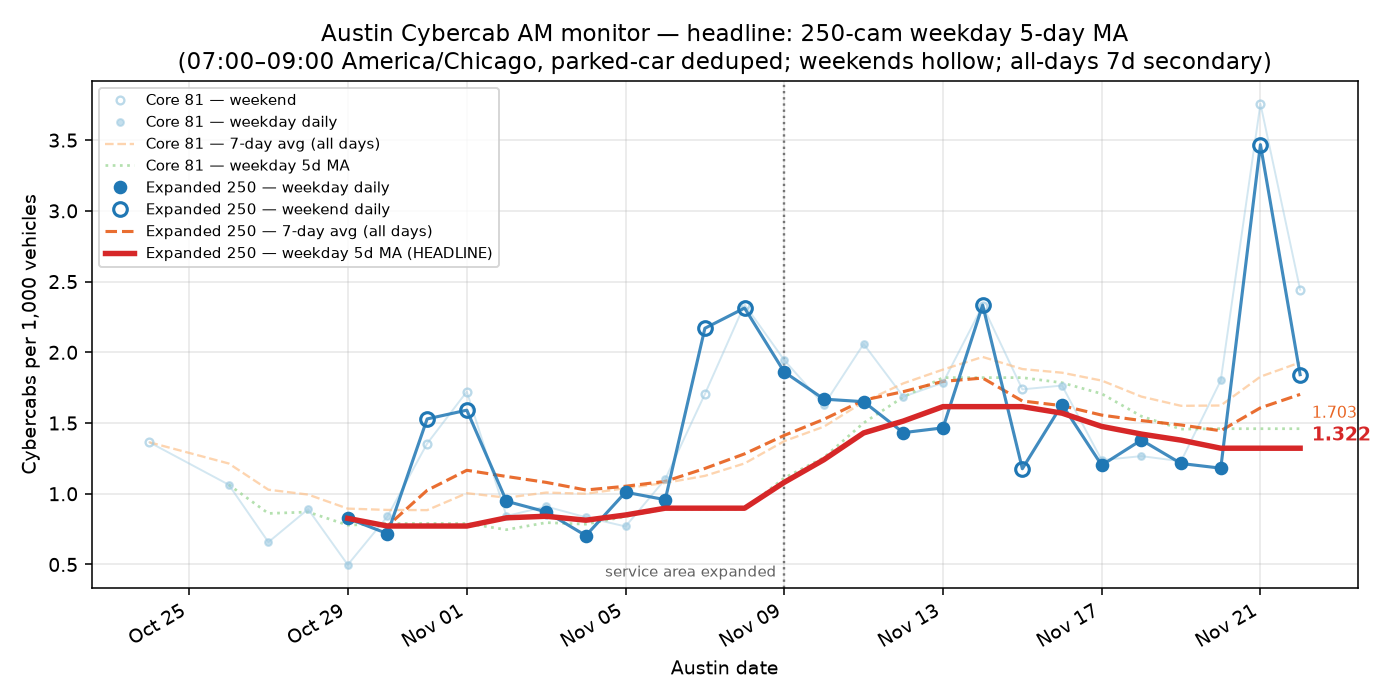 Austin Cybercab AM monitor — headline: 250-cam weekday 5-day MA
(07:00–09:00 America/Chicago, parked-car deduped; weekends hollow; all-days 7d secondary)
Core 81 — weekend
Core 81 — weekday daily
Core 81 — 7-day avg (all days)
Core 81 — weekday 5d MA
Expanded 250 — weekday daily
Expanded 250 — weekend daily
Expanded 250 — 7-day avg (all days)
Expanded 250 — weekday 5d MA (HEADLINE)
Cybercabs per 1,000 vehicles
3.5
3.0
2.5
2.0
1.5
1.0
0.5
1.703
1.322
service area expanded
Oct 25
Oct 29
Nov 01
Nov 05
Nov 09
Nov 13
Nov 17
Nov 21
Austin date